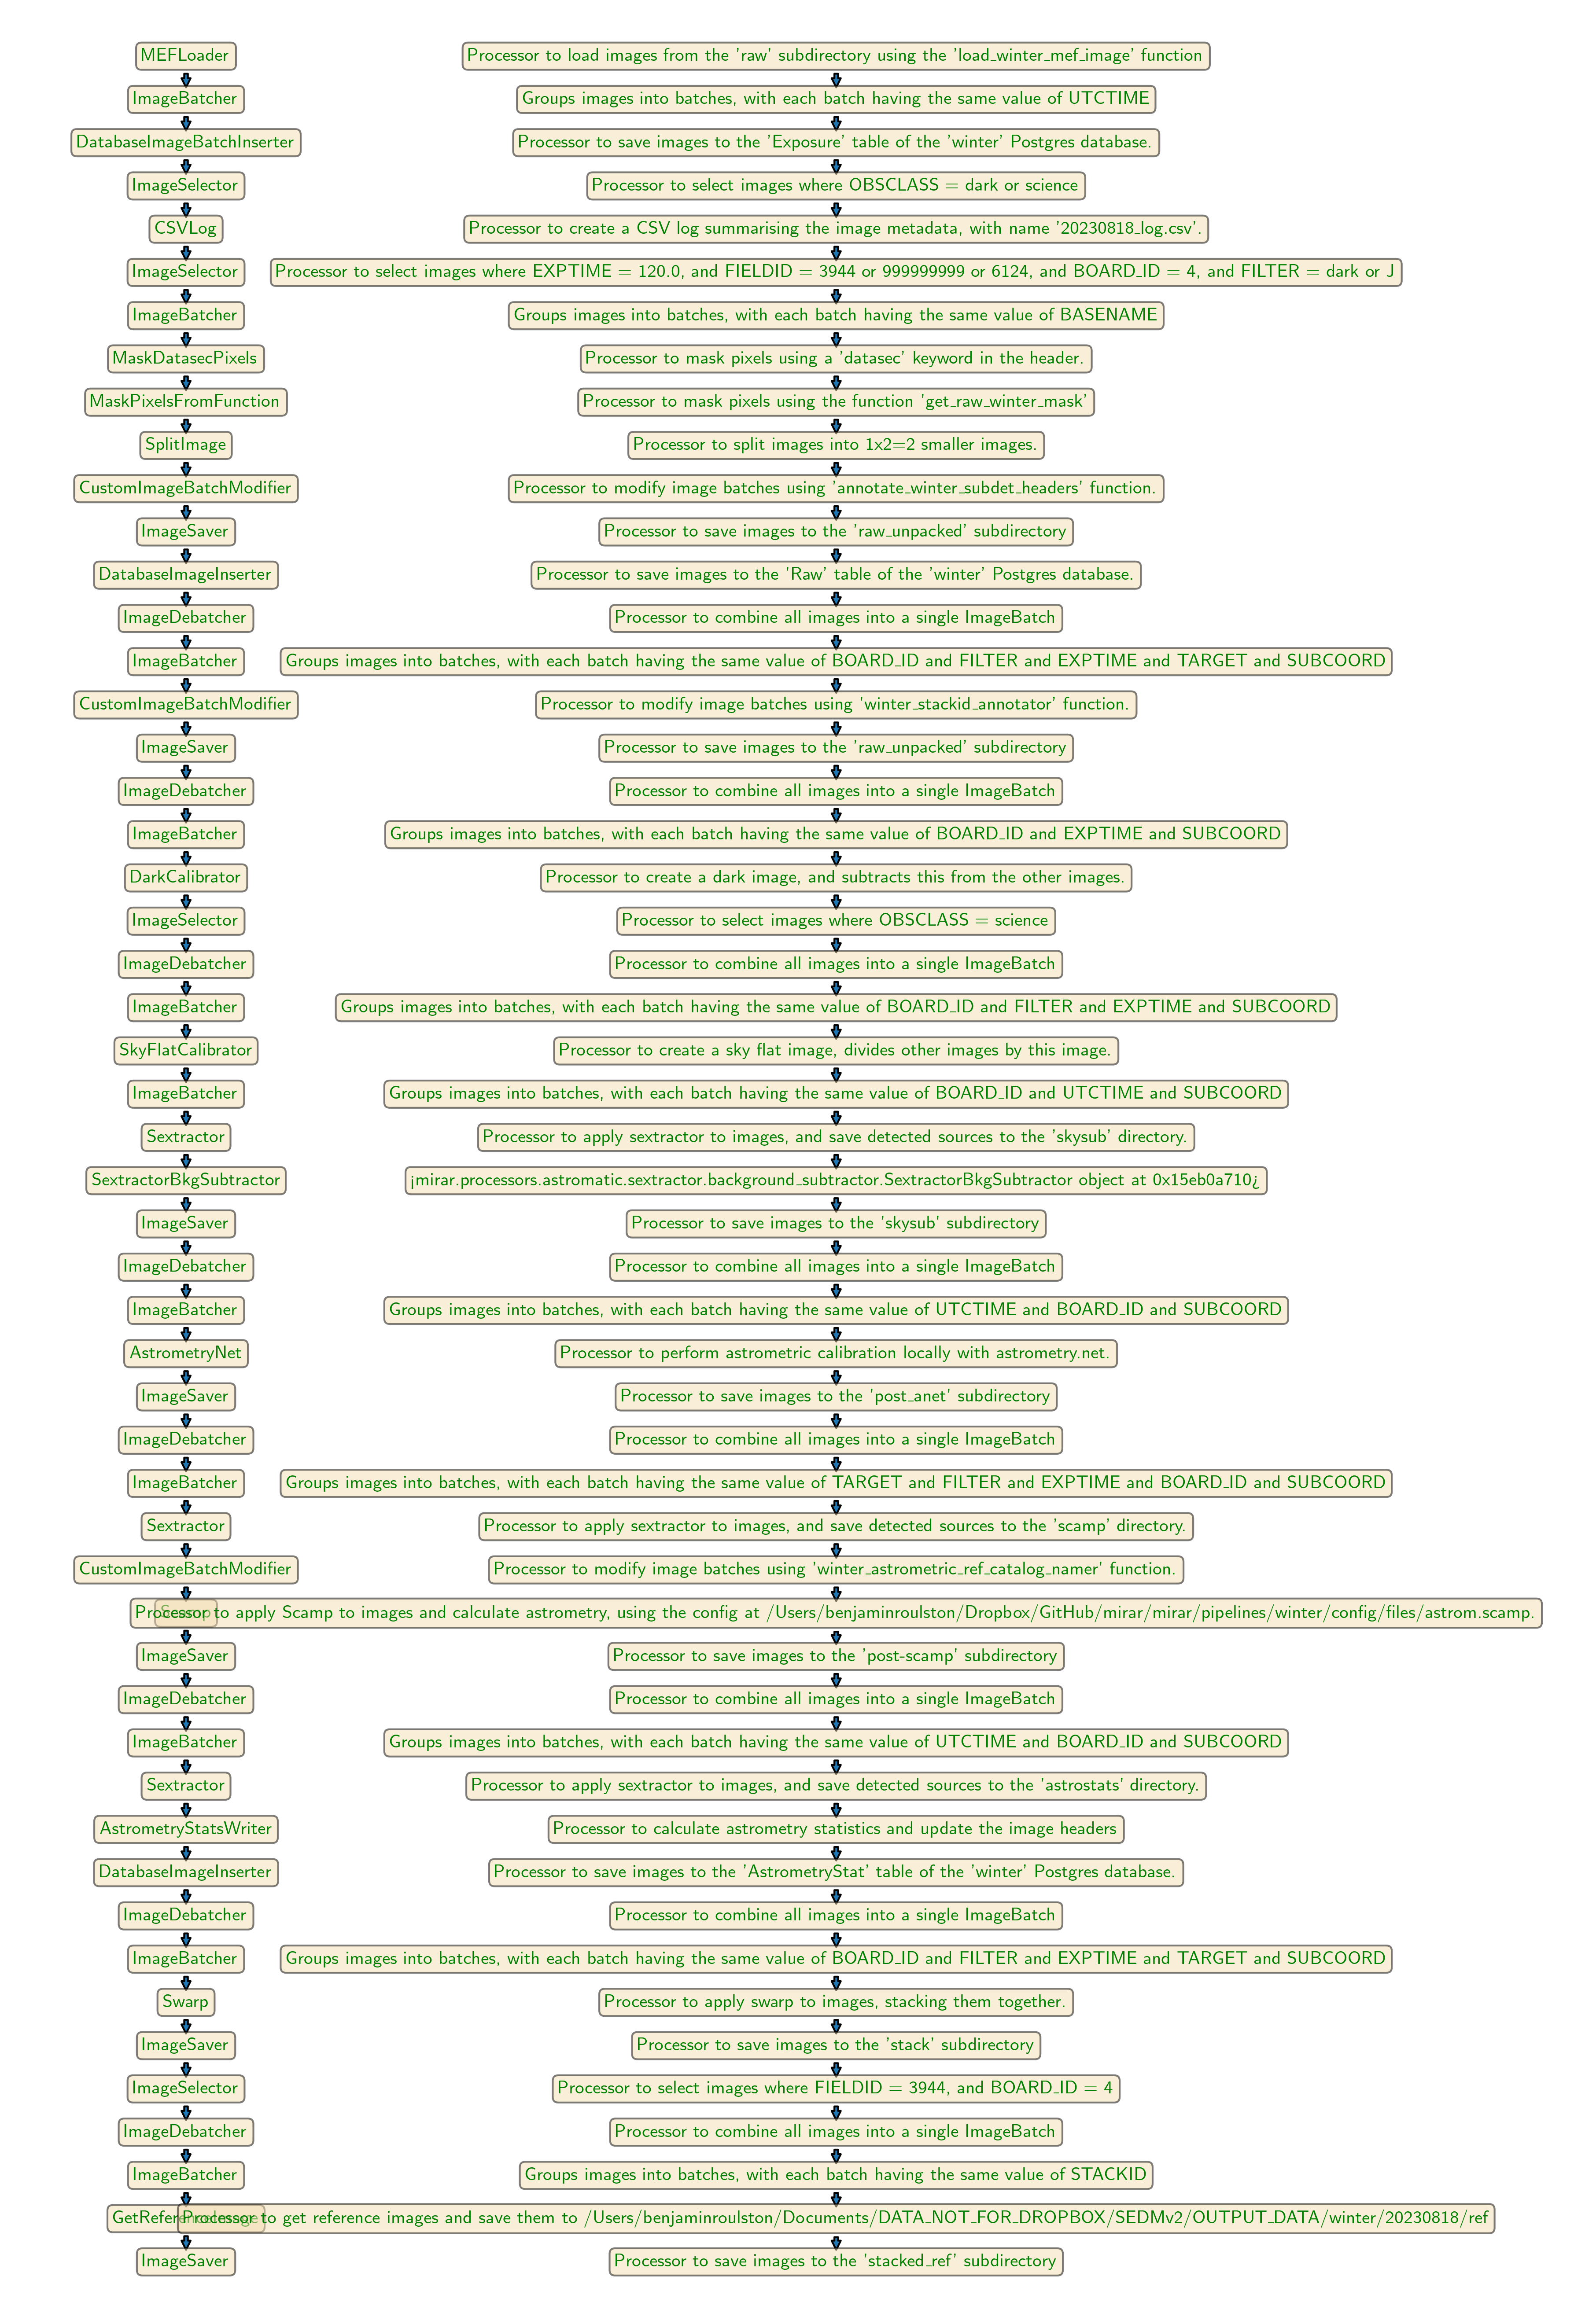 MEFLoader Processor to load images from the 'raw' subdirectory using the 'load_winter_mef_image' function
ImageBatcher Groups images into batches, with each batch having the same value of UTCTIME
DatabaseImageBatchInserter Processor to save images to the 'Exposure' table of the 'winter' Postgres database.
ImageSelector Processor to select images where OBSCLASS = dark or science
CSVLog Processor to create a CSV log summarising the image metadata, with name '20230818_log.csv'.
ImageSelector Processor to select images where EXPTIME = 120.0, and FIELDID = 3944 or 999999999 or 6124, and BOARD_ID = 4, and FILTER = dark or J
ImageBatcher Groups images into batches, with each batch having the same value of BASENAME
MaskDatasecPixels Processor to mask pixels using a 'datasec' keyword in the header.
MaskPixelsFromFunction Processor to mask pixels using the function 'get_raw_winter_mask'
SplitImage Processor to split images into 1x2=2 smaller images.
CustomImageBatchModifier Processor to modify image batches using 'annotate_winter_subdet_headers' function.
ImageSaver Processor to save images to the 'raw_unpacked' subdirectory
DatabaseImageInserter Processor to save images to the 'Raw' table of the 'winter' Postgres database.
ImageDebatcher Processor to combine all images into a single ImageBatch
ImageBatcher Groups images into batches, with each batch having the same value of BOARD_ID and FILTER and EXPTIME and TARGET and SUBCOORD
CustomImageBatchModifier Processor to modify image batches using 'winter_stackid_annotator' function.
ImageSaver Processor to save images to the 'raw_unpacked' subdirectory
ImageDebatcher Processor to combine all images into a single ImageBatch
ImageBatcher Groups images into batches, with each batch having the same value of BOARD_ID and EXPTIME and SUBCOORD
DarkCalibrator Processor to create a dark image, and subtracts this from the other images.
ImageSelector Processor to select images where OBSCLASS = science
ImageDebatcher Processor to combine all images into a single ImageBatch
ImageBatcher Groups images into batches, with each batch having the same value of BOARD_ID and FILTER and EXPTIME and SUBCOORD
SkyFlatCalibrator Processor to create a sky flat image, divides other images by this image.
ImageBatcher Groups images into batches, with each batch having the same value of BOARD_ID and UTCTIME and SUBCOORD
Sextractor Processor to apply sextractor to images, and save detected sources to the 'skysub' directory.
SextractorBkgSubtractor ¡mirar.processors.astromatic.sextractor.background_subtractor.SextractorBkgSubtractor object at 0x15eb0a710¿
ImageSaver Processor to save images to the 'skysub' subdirectory
ImageDebatcher Processor to combine all images into a single ImageBatch
ImageBatcher Groups images into batches, with each batch having the same value of UTCTIME and BOARD_ID and SUBCOORD
AstrometryNet Processor to perform astrometric calibration locally with astrometry.net.
ImageSaver Processor to save images to the 'post_anet' subdirectory
ImageDebatcher Processor to combine all images into a single ImageBatch
ImageBatcher Groups images into batches, with each batch having the same value of TARGET and FILTER and EXPTIME and BOARD_ID and SUBCOORD
Sextractor Processor to apply sextractor to images, and save detected sources to the 'scamp' directory.
CustomImageBatchModifier Processor to modify image batches using 'winter_astrometric_ref_catalog_namer' function.
Scamp Processor to apply Scamp to images and calculate astrometry, using the config at /Users/benjaminroulston/Dropbox/GitHub/mirar/mirar/pipelines/winter/config/files/astrom.scamp.
ImageSaver Processor to save images to the 'post-scamp' subdirectory
ImageDebatcher Processor to combine all images into a single ImageBatch
ImageBatcher Groups images into batches, with each batch having the same value of UTCTIME and BOARD_ID and SUBCOORD
Sextractor Processor to apply sextractor to images, and save detected sources to the 'astrostats' directory.
AstrometryStatsWriter Processor to calculate astrometry statistics and update the image headers
DatabaseImageInserter Processor to save images to the 'AstrometryStat' table of the 'winter' Postgres database.
ImageDebatcher Processor to combine all images into a single ImageBatch
ImageBatcher Groups images into batches, with each batch having the same value of BOARD_ID and FILTER and EXPTIME and TARGET and SUBCOORD
Swarp Processor to apply swarp to images, stacking them together.
ImageSaver Processor to save images to the 'stack' subdirectory
ImageSelector Processor to select images where FIELDID = 3944, and BOARD_ID = 4
ImageDebatcher Processor to combine all images into a single ImageBatch
ImageBatcher Groups images into batches, with each batch having the same value of STACKID
GetReferenceImage Processor to get reference images and save them to /Users/benjaminroulston/Documents/DATA_NOT_FOR_DROPBOX/SEDMv2/OUTPUT_DATA/winter/20230818/ref
ImageSaver Processor to save images to the 'stacked_ref' subdirectory